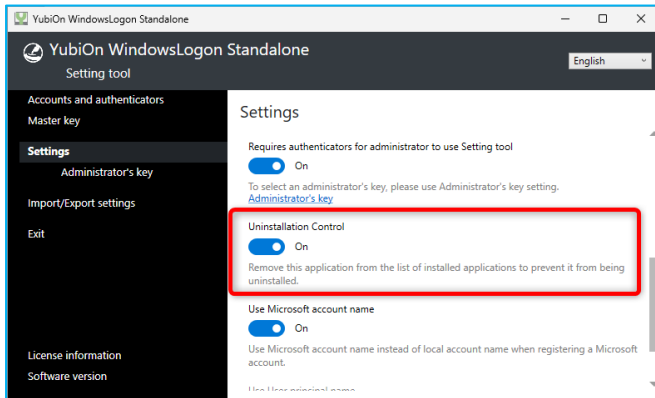 YubiOn WindowsLogon Standalone
YubiOn WindowsLogon Standalone
Setting tool
English
Accounts and authenticators
Master key
Settings
Administrator's key
Import/Export settings
Exit
License information
Software version
Settings
Requires authenticators for administrator to use Setting tool
On
To select an administrator's key, please use Administrator's key setting.
Administrator's key
Uninstallation Control
On
Remove this application from the list of installed applications to prevent it from being
uninstalled.
Use Microsoft account name
On
Use Microsoft account name instead of local account name when registering a Microsoft
account.
Use User principal name